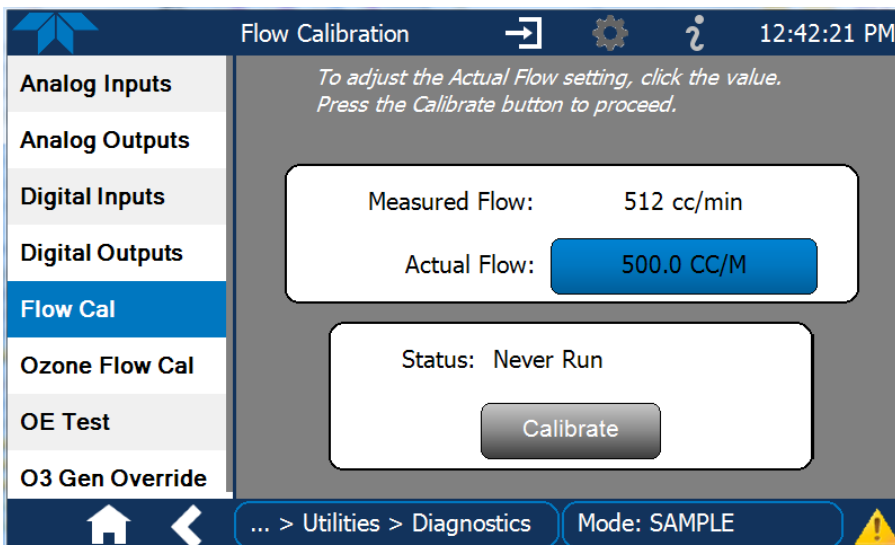 Flow Calibration 12:42:21 PM
Analog Inputs
Analog Outputs
Digital Inputs
Digital Outputs
Flow Cal
Ozone Flow Cal
OE Test
O3 Gen Override
To adjust the Actual Flow setting, click the value.
Press the Calibrate button to proceed.
Measured Flow: 512 cc/min
Actual Flow: 500.0 CC/M
Status: Never Run
Calibrate
... > Utilities > Diagnostics Mode: SAMPLE